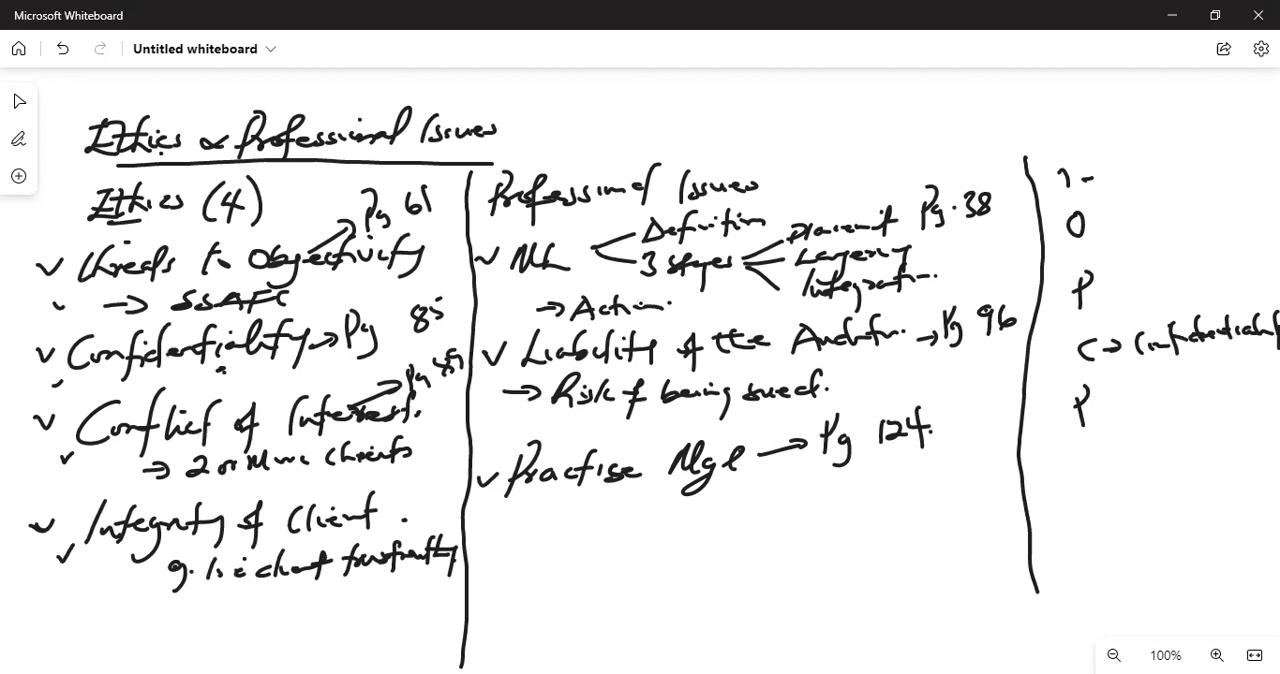 Microsoft Whiteboard
Untitled whiteboard
Ethics & Professional Issues
Ethics (4)
Pg 61
Threats to Objectivity
→ SSAFI
Confidentiality → Pg 85
Conflict of Interest. → Pg
→ 2 or More Clients
Integrity of Client.
Q. Is client
Professional Issues
ML
Definition
3 stages
Placement Pg. 38
Layering
Integration.
→ Action.
Liability of the Auditor. → Pg 96
→ Risk of being sued.
Practise Mgt → Pg 124.
I -
O
P
C → Confidentiality
P
100%